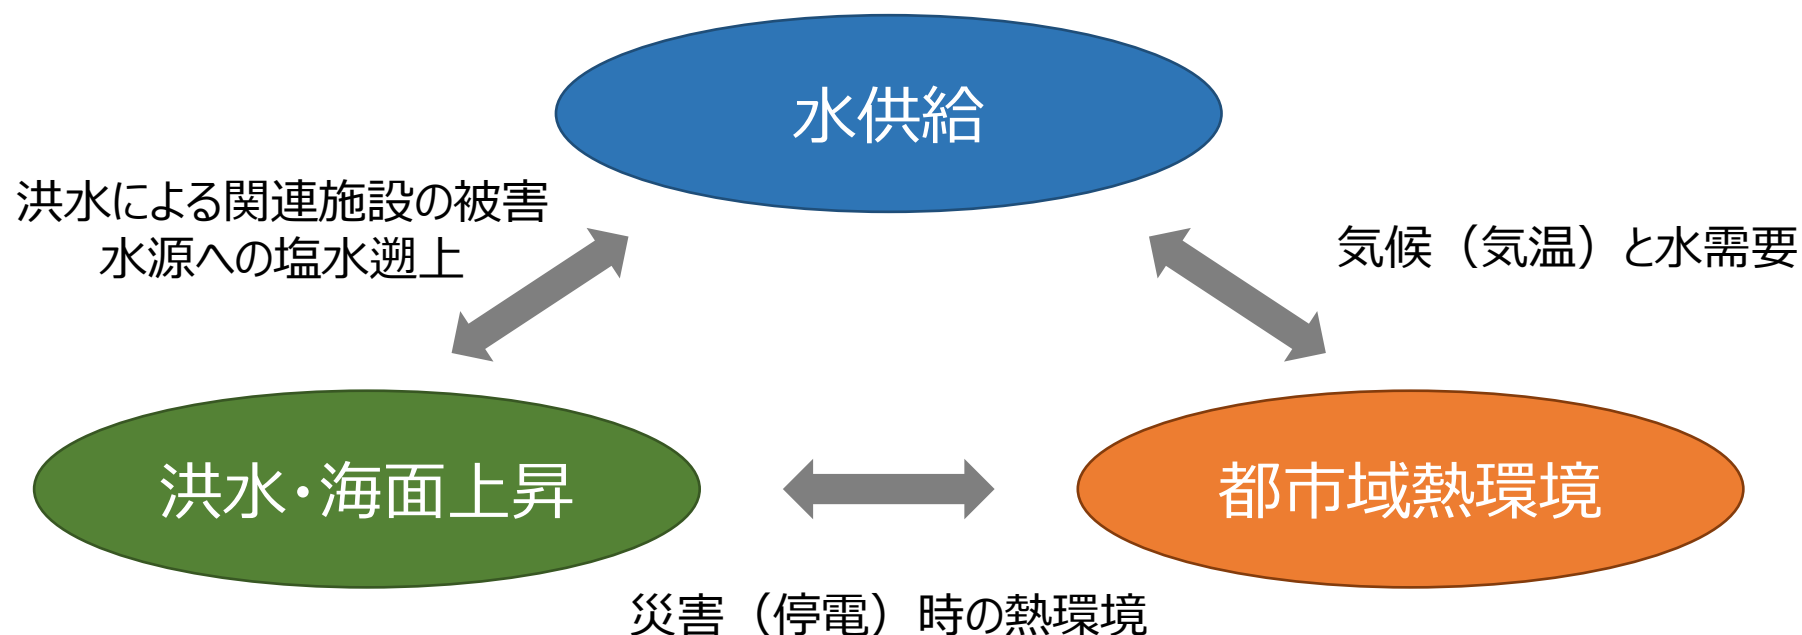 水供給
洪水による関連施設の被害
水源への塩水遡上
気候（気温）と水需要
洪水・海面上昇
都市域熱環境
災害（停電）時の熱環境